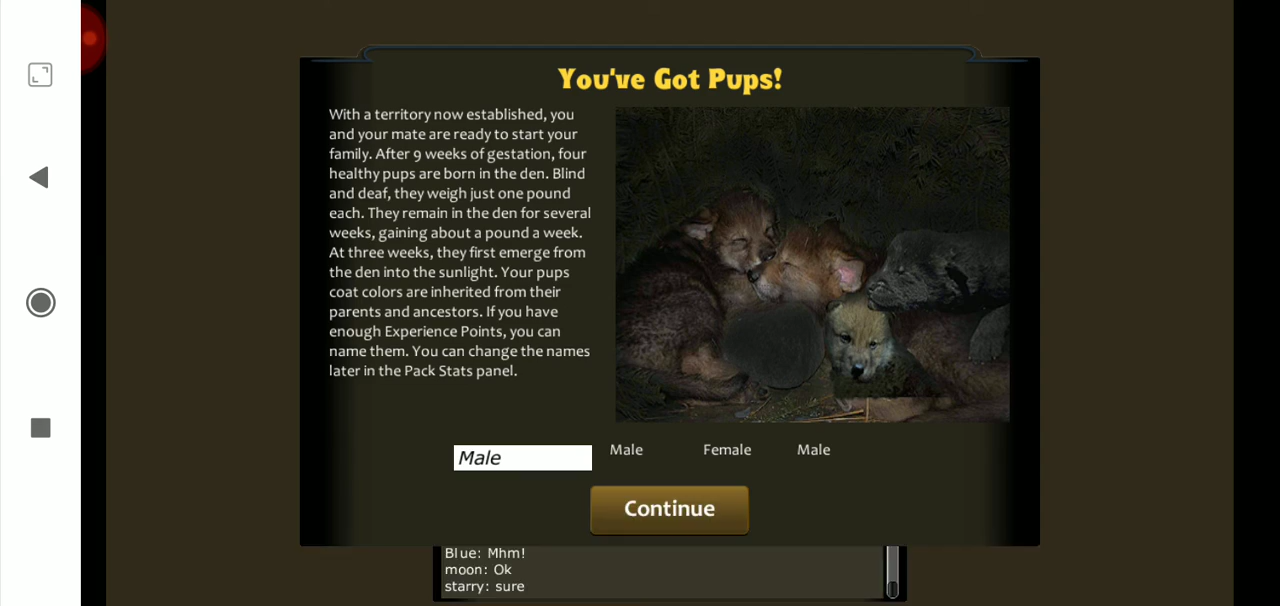 You've Got Pups!
With a territory now established, you
and your mate are ready to start your
family. After 9 weeks of gestation, four
healthy pups are born in the den. Blind
and deaf, they weigh just one pound
each. They remain in the den for several
weeks, gaining about a pound a week.
At three weeks, they first emerge from
the den into the sunlight. Your pups
coat colors are inherited from their
parents and ancestors. If you have
enough Experience Points, you can
name them. You can change the names
later in the Pack Stats panel.
Male Male Female Male
Continue
Blue: Mhm!
moon: Ok
starry: sure